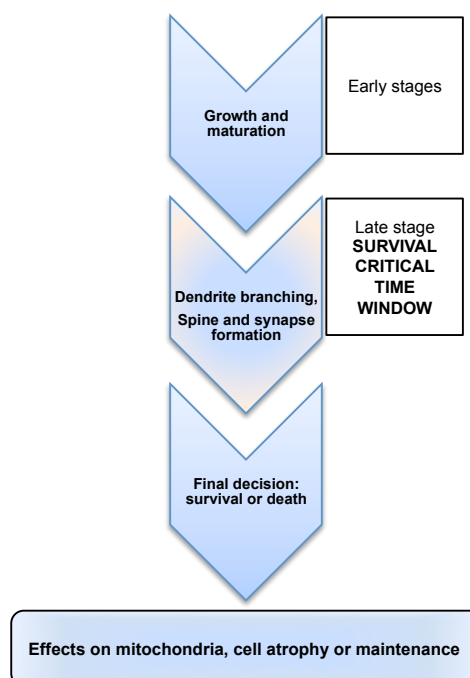 Growth and
maturation
Early stages
Dendrite branching,
Spine and synapse
formation
Late stage
SURVIVAL
CRITICAL
TIME
WINDOW
Final decision:
survival or death
Effects on mitochondria, cell atrophy or maintenance